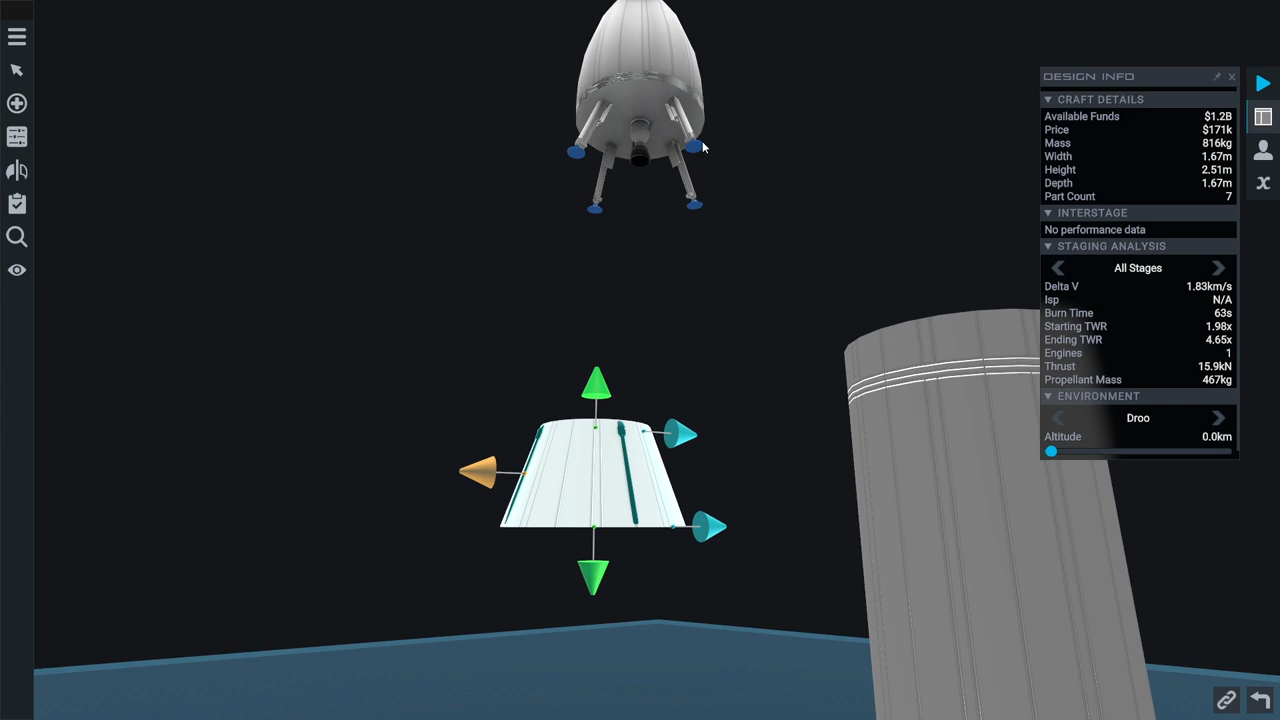 DESIGN INFO
CRAFT DETAILS
Available Funds $1.2B
Price $171k
Mass 816kg
Width 1.67m
Height 2.51m
Depth 1.67m
Part Count 7
INTERSTAGE
No performance data
STAGING ANALYSIS
All Stages
Delta V 1.83km/s
Isp N/A
Burn Time 63s
Starting TWR 1.98x
Ending TWR 4.65x
Engines 1
Thrust 15.9kN
Propellant Mass 467kg
ENVIRONMENT
Droo
Altitude 0.0km